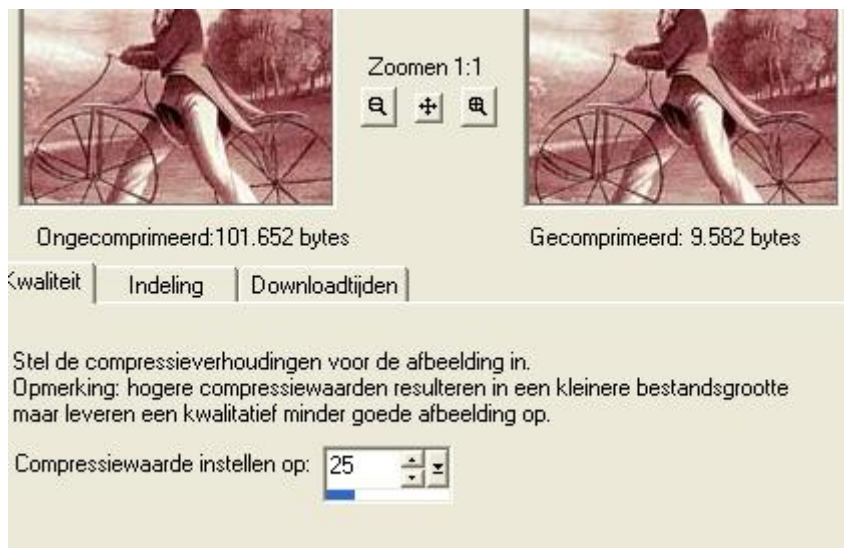 Zoomen 1:1
Ongecomprimeerd:101.652 bytes
Gecomprimeerd: 9.582 bytes
Kwaliteit
Indeling
Downloadtijden
Stel de compressieverhoudingen voor de afbeelding in.
Opmerking: hogere compressiewaarden resulteren in een kleinere bestandsgrootte
maar leveren een kwalitatief minder goede afbeelding op.
Compressiewaarde instellen op: 25